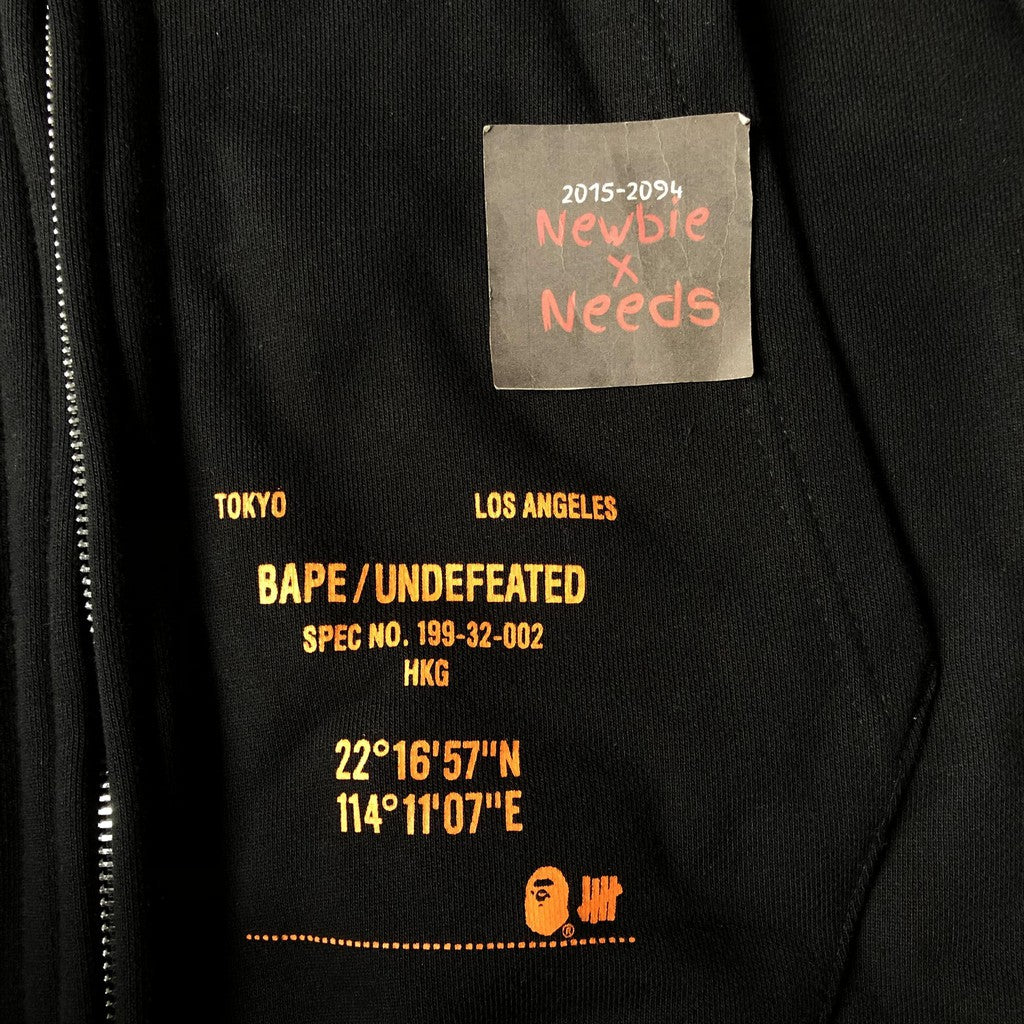 2015-2094
Newbie
x
Needs
TOKYO LOS ANGELES
BAPE/UNDEFEATED
SPEC NO. 199-32-002
HKG
22°16'57"N
114°11'07"E
®